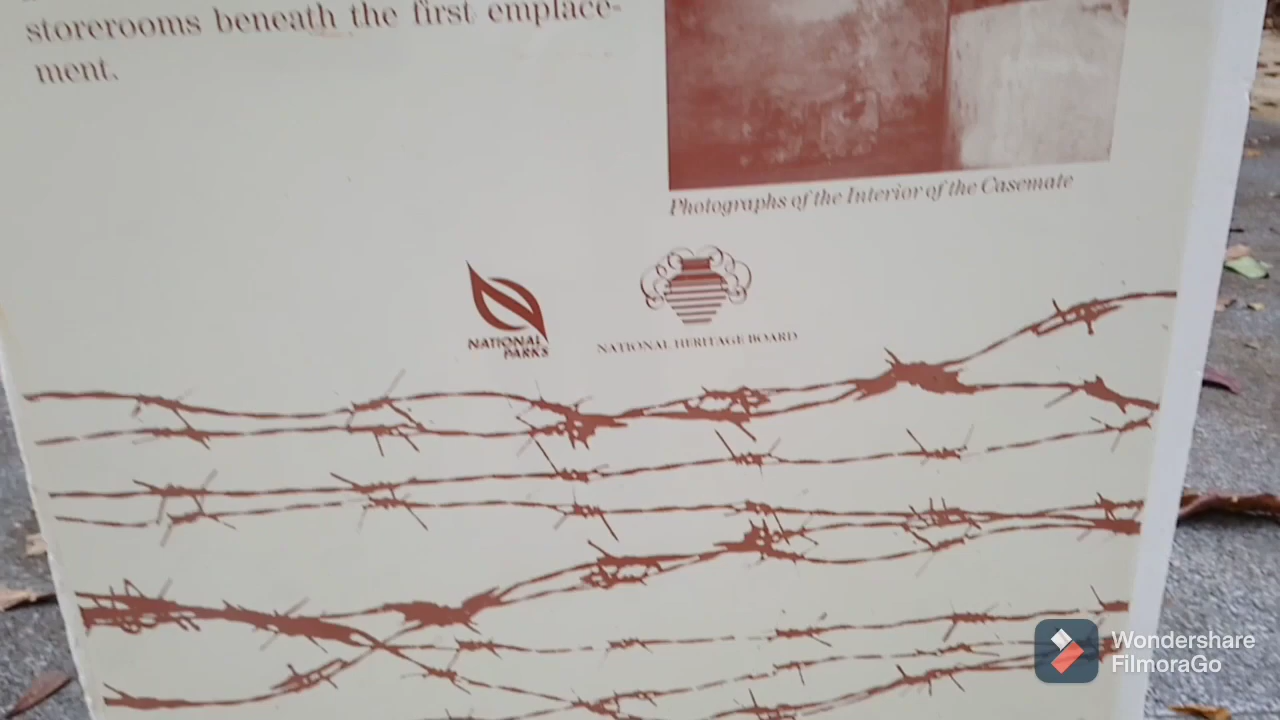 storerooms beneath the first emplace-
ment.
Photographs of the Interior of the Casemate
NATIONAL
PARKS
NATIONAL HERITAGE BOARD
Wondershare
FilmoraGo